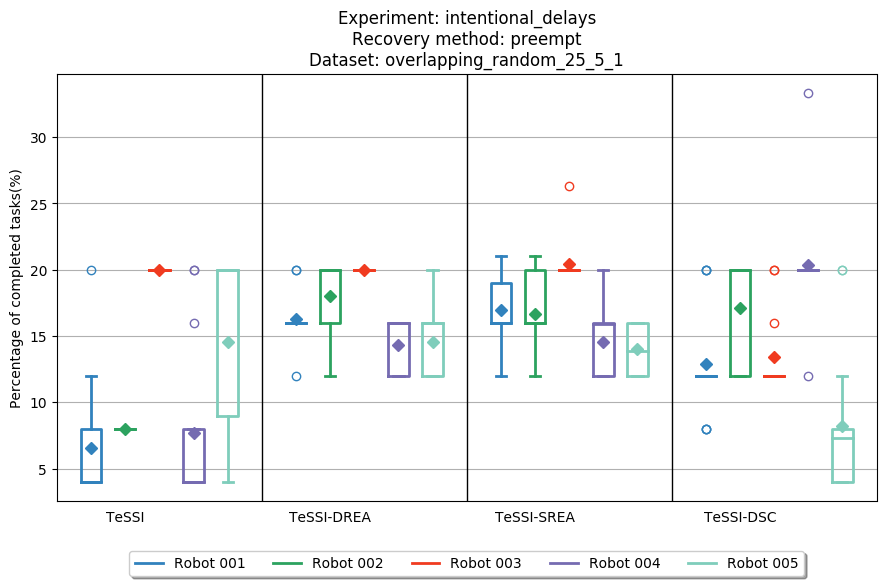 Experiment: intentional_delays
Recovery method: preempt
Dataset: overlapping_random_25_5_1
Percentage of completed tasks(%)
30
25
20
15
10
5
TeSSI
TeSSI-DREA
TeSSI-SREA
TeSSI-DSC
Robot 001
Robot 002
Robot 003
Robot 004
Robot 005